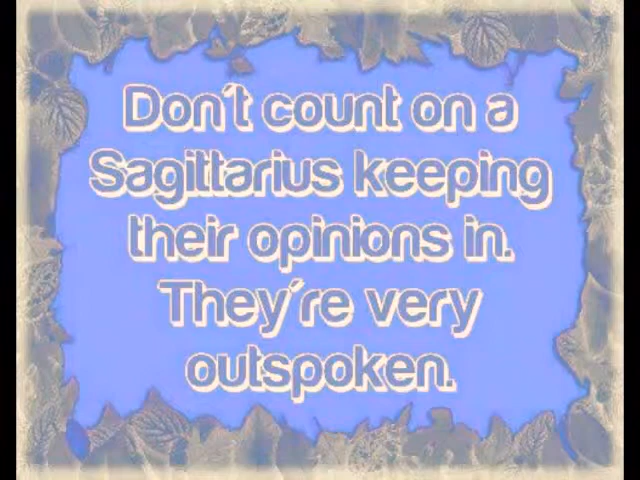 Don't count on a
Sagittarius keeping
their opinions in.
They're very
outspoken.